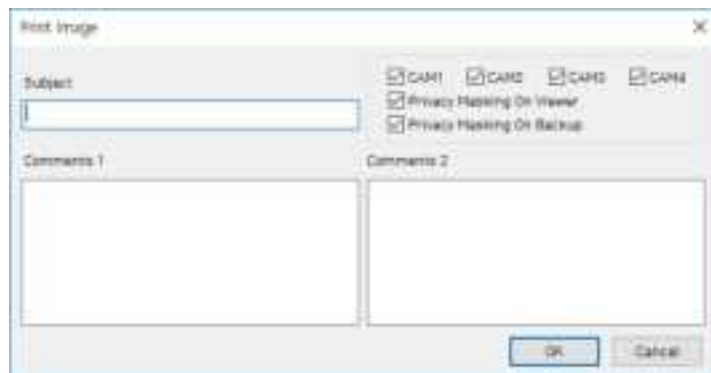 Print Image
Subject
CAM1 CAM2 CAM3 CAM4
Privacy Masking On Viewer
Privacy Masking On Backup
Comments 1 Comments 2
OK Cancel